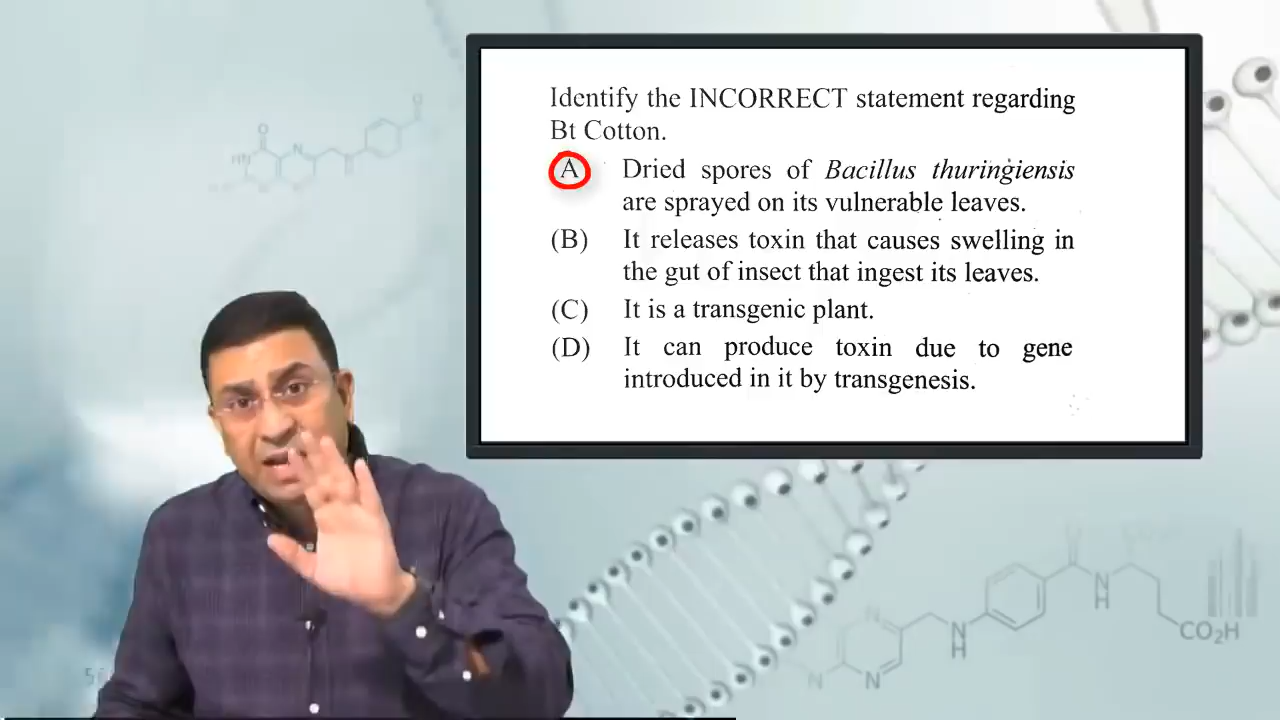 Identify the INCORRECT statement regarding
Bt Cotton.
A Dried spores of Bacillus thuringiensis
are sprayed on its vulnerable leaves.
(B) It releases toxin that causes swelling in
the gut of insect that ingest its leaves.
(C) It is a transgenic plant.
(D) It can produce toxin due to gene
introduced in it by transgenesis.
O
HN
N
N
N
H
N
H
CO₂H
N
N